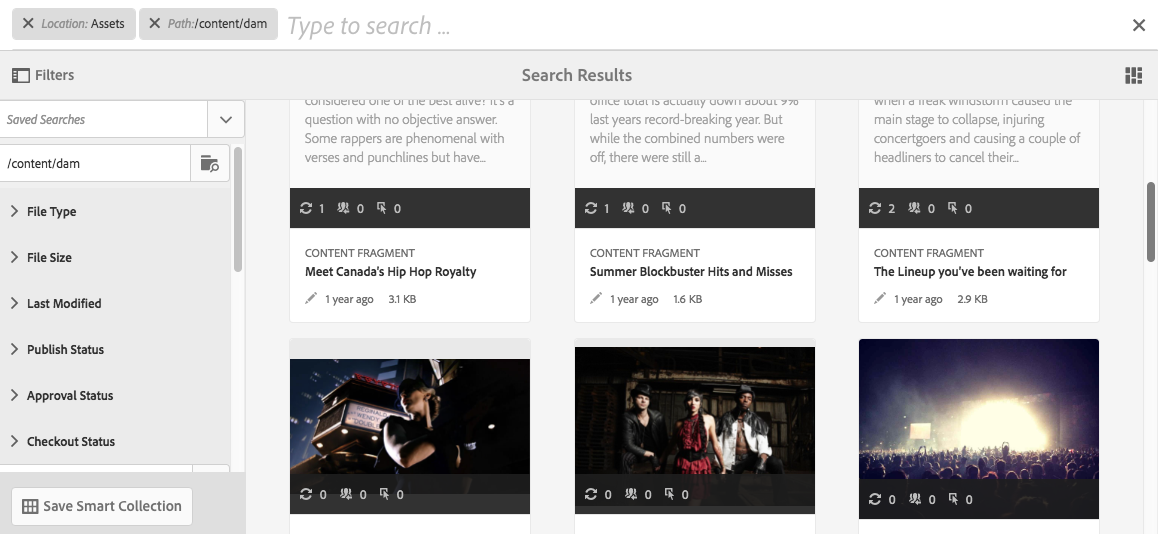 Location: Assets
Path:/content/dam
Type to search ...
Filters
Search Results
Saved Searches
/content/dam
File Type
File Size
Last Modified
Publish Status
Approval Status
Checkout Status
Save Smart Collection
considered one of the best alive? It's a
question with no objective answer.
Some rappers are phenomenal with
verses and punchlines but have...
1 0 0
CONTENT FRAGMENT
Meet Canada's Hip Hop Royalty
1 year ago 3.1 KB
office total is actually down about 9%
last years record-breaking year. But
while the combined numbers were
off, there were still a...
1 0 0
CONTENT FRAGMENT
Summer Blockbuster Hits and Misses
1 year ago 1.6 KB
when a freak windstorm caused the
main stage to collapse, injuring
concertgoers and causing a couple of
headliners to cancel their...
2 0 0
CONTENT FRAGMENT
The Lineup you've been waiting for
1 year ago 2.9 KB
0 0 0
0 0 0
0 0 0